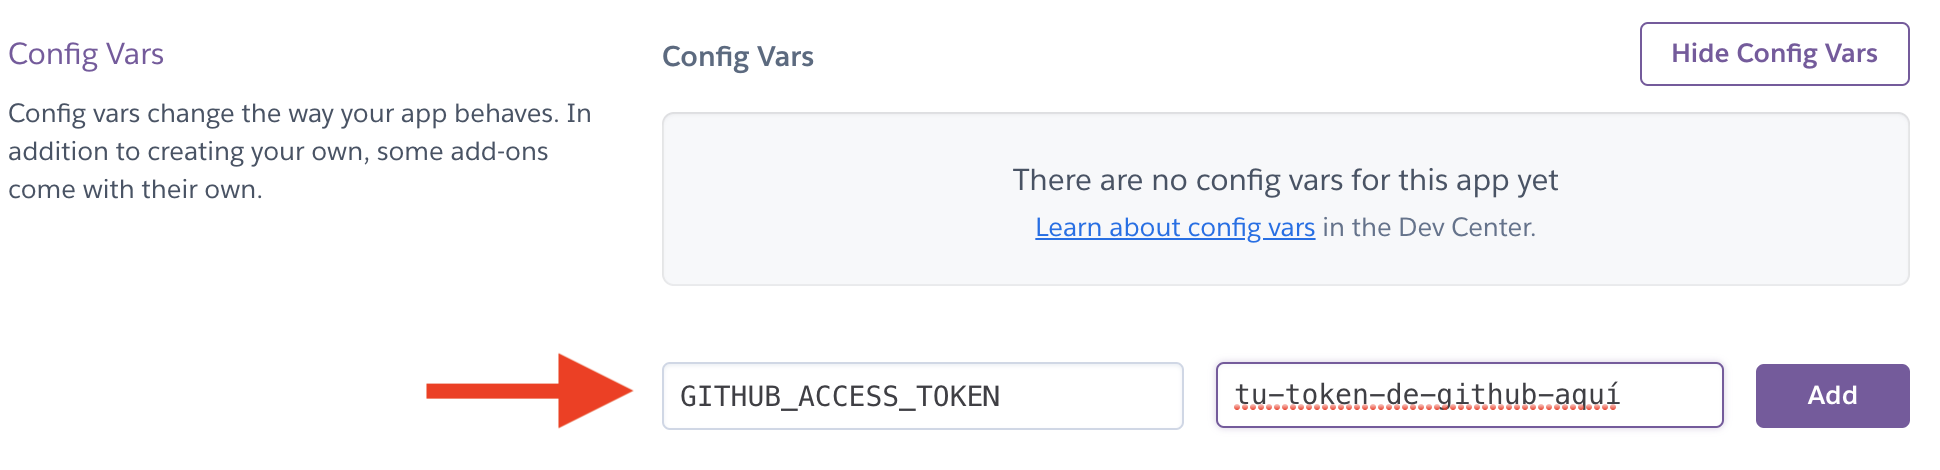 Config Vars
Config vars change the way your app behaves. In
addition to creating your own, some add-ons
come with their own.
Config Vars
Hide Config Vars
There are no config vars for this app yet
Learn about config vars in the Dev Center.
GITHUB_ACCESS_TOKEN
tu-token-de-github-aquí
Add